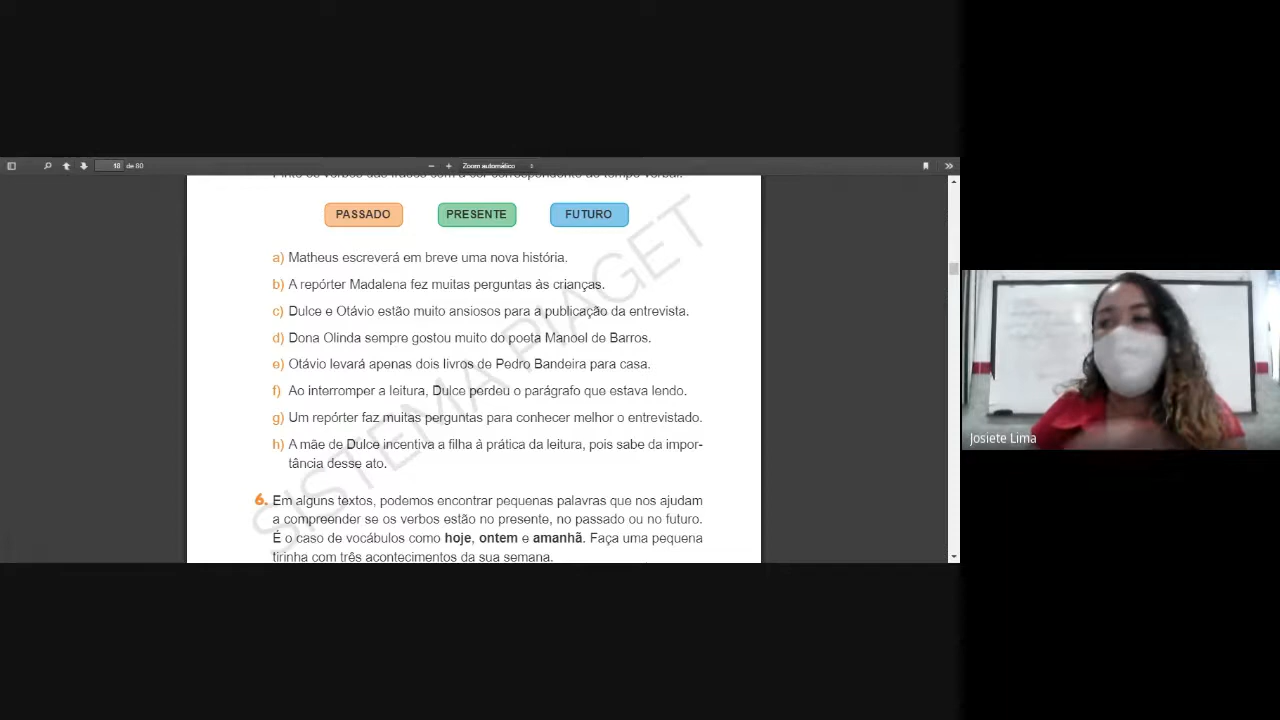 18 de 80
Zoom automático
PASSADO PRESENTE FUTURO
a) Matheus escreverá em breve uma nova história.
b) A repórter Madalena fez muitas perguntas às crianças.
c) Dulce e Otávio estão muito ansiosos para a publicação da entrevista.
d) Dona Olinda sempre gostou muito do poeta Manoel de Barros.
e) Otávio levará apenas dois livros de Pedro Bandeira para casa.
f) Ao interromper a leitura, Dulce perdeu o parágrafo que estava lendo.
g) Um repórter faz muitas perguntas para conhecer melhor o entrevistado.
h) A mãe de Dulce incentiva a filha à prática da leitura, pois sabe da impor-
tância desse ato.
6. Em alguns textos, podemos encontrar pequenas palavras que nos ajudam
a compreender se os verbos estão no presente, no passado ou no futuro.
É o caso de vocábulos como hoje, ontem e amanhã. Faça uma pequena
tirinha com três acontecimentos da sua semana.
SISTEMA PIAGET
Josiete Lima